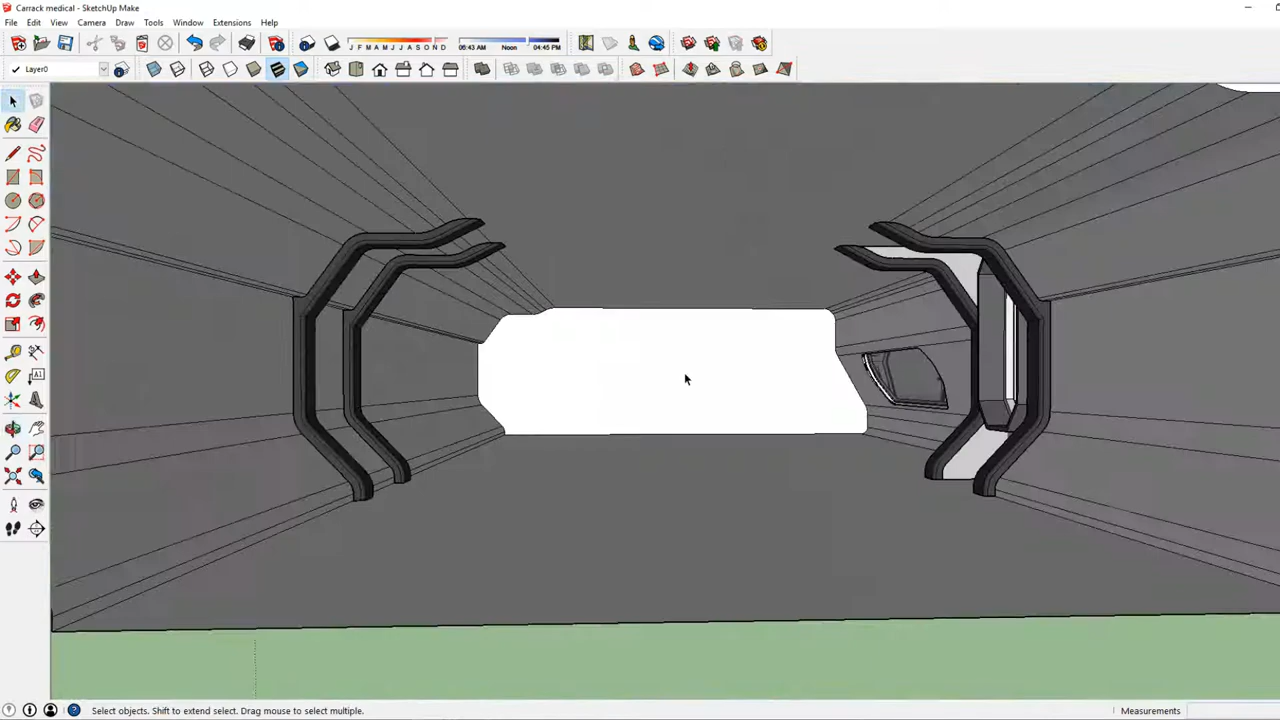 Carrack medical - SketchUp Make
File Edit View Camera Draw Tools Window Extensions Help
J F M A M J J A S O N D 06:43 AM Noon 04:45 PM
Layer0
A1
Select objects. Shift to extend select. Drag mouse to select multiple. Measurements